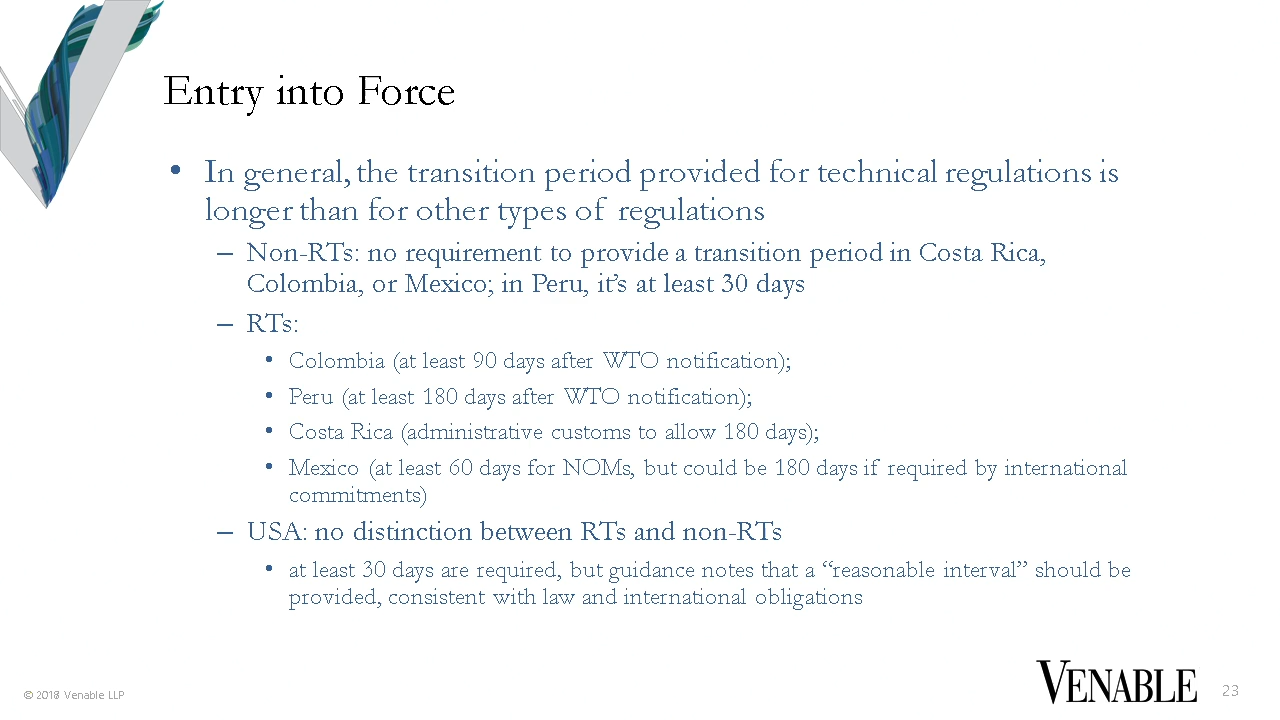 Entry into Force
• In general, the transition period provided for technical regulations is
longer than for other types of regulations
– Non-RTs: no requirement to provide a transition period in Costa Rica,
Colombia, or Mexico; in Peru, it's at least 30 days
– RTs:
• Colombia (at least 90 days after WTO notification);
• Peru (at least 180 days after WTO notification);
• Costa Rica (administrative customs to allow 180 days);
• Mexico (at least 60 days for NOMs, but could be 180 days if required by international
commitments)
– USA: no distinction between RTs and non-RTs
• at least 30 days are required, but guidance notes that a “reasonable interval” should be
provided, consistent with law and international obligations
© 2018 Venable LLP
VENABLE
23